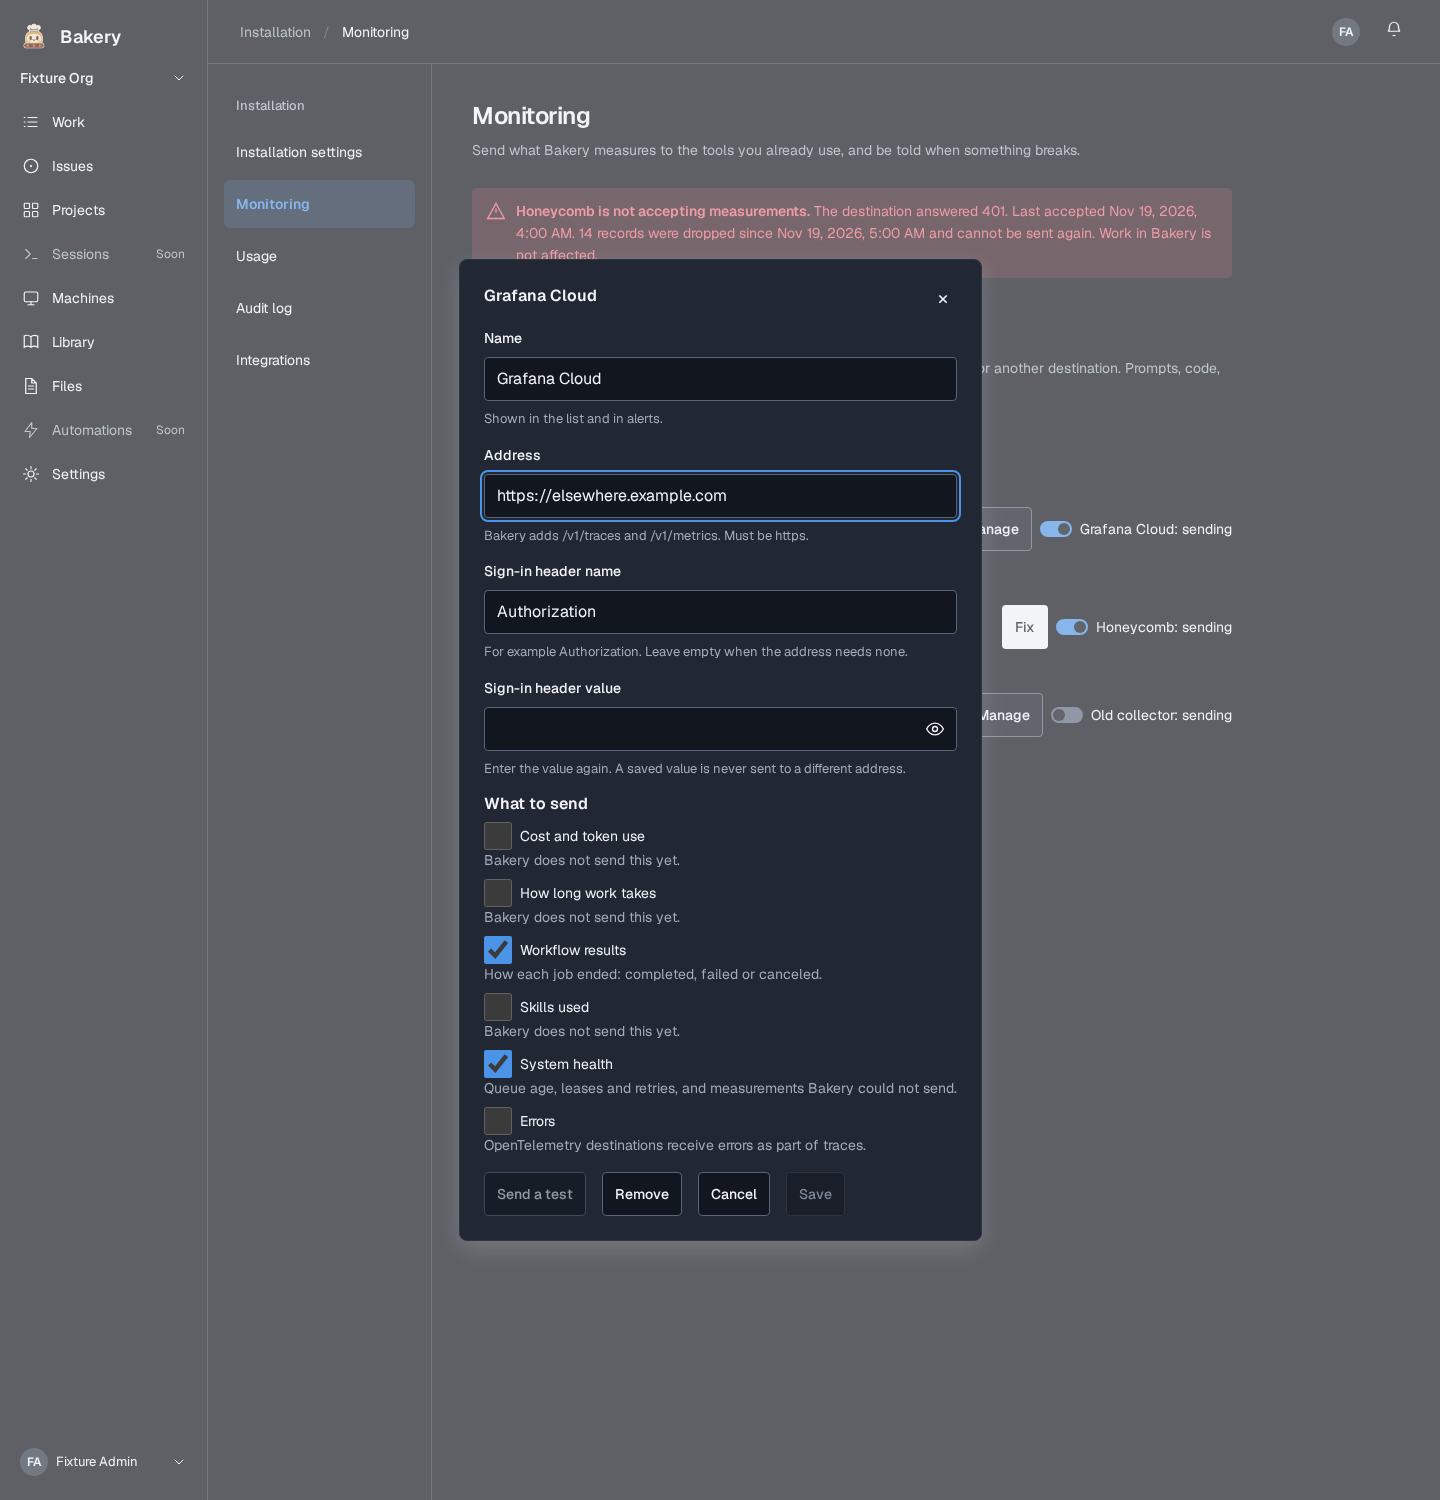 Bakery
Fixture Org
Work
Issues
Projects
Sessions Soon
Machines
Library
Files
Automations Soon
Settings
FA Fixture Admin
Installation / Monitoring
FA
Installation
Installation settings
Monitoring
Usage
Audit log
Integrations
Monitoring
Send what Bakery measures to the tools you already use, and be told when something breaks.
Honeycomb is not accepting measurements. The destination answered 401. Last accepted Nov 19, 2026,
4:00 AM. 14 records were dropped since Nov 19, 2026, 5:00 AM and cannot be sent again. Work in Bakery is
not affected.
or another destination. Prompts, code,
Manage Grafana Cloud: sending
Fix Honeycomb: sending
Manage Old collector: sending
Grafana Cloud
Name
Grafana Cloud
Shown in the list and in alerts.
Address
https://elsewhere.example.com
Bakery adds /v1/traces and /v1/metrics. Must be https.
Sign-in header name
Authorization
For example Authorization. Leave empty when the address needs none.
Sign-in header value
Enter the value again. A saved value is never sent to a different address.
What to send
Cost and token use
Bakery does not send this yet.
How long work takes
Bakery does not send this yet.
Workflow results
How each job ended: completed, failed or canceled.
Skills used
Bakery does not send this yet.
System health
Queue age, leases and retries, and measurements Bakery could not send.
Errors
OpenTelemetry destinations receive errors as part of traces.
Send a test Remove Cancel Save